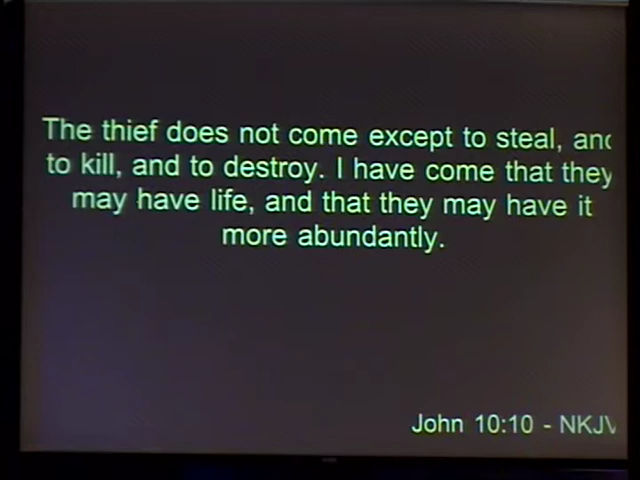 The thief does not come except to steal, and
to kill, and to destroy. I have come that they
may have life, and that they may have it
more abundantly.
John 10:10 - NKJV